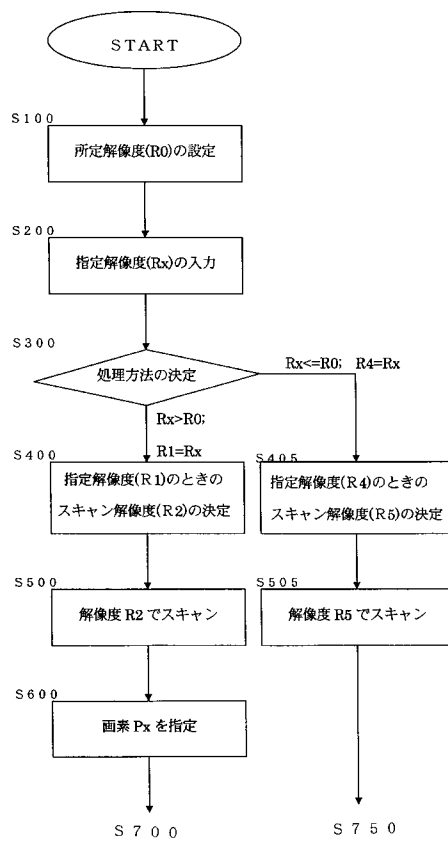 START
S100
所定解像度(R0)の設定
S200
指定解像度(Rx)の入力
S300
処理方法の決定
Rx<=R0; R4=Rx
Rx>R0;
R1=Rx
S400
指定解像度(R1)のときの
スキャン解像度(R2)の決定
S405
指定解像度(R4)のときの
スキャン解像度(R5)の決定
S500
解像度 R2 でスキャン
S505
解像度 R5 でスキャン
S600
画素 Px を指定
S700
S750